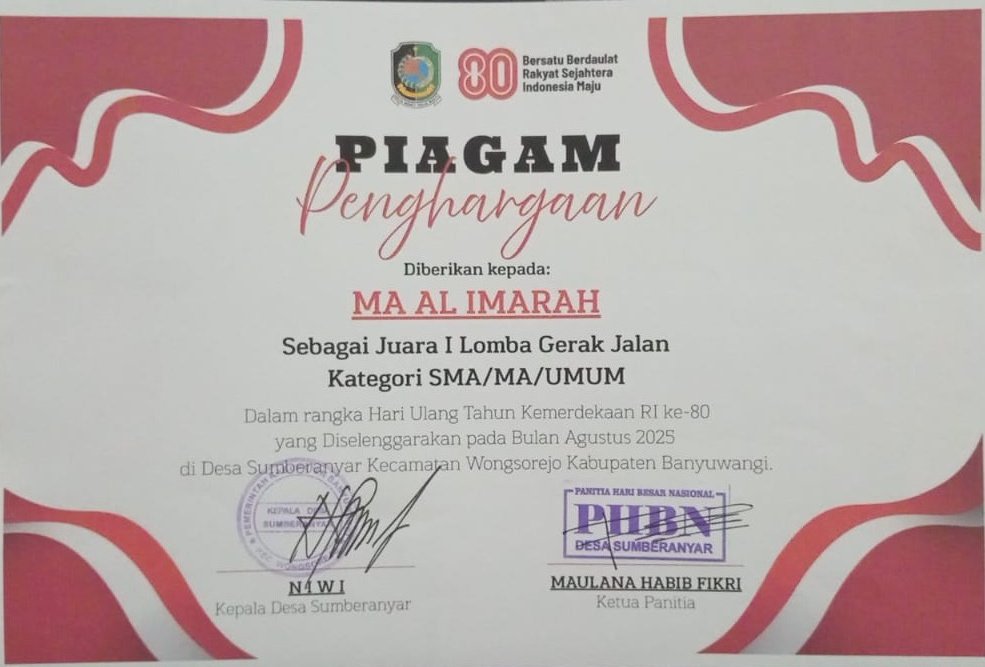 80 Bersatu Berdaulat
Rakyat Sejahtera
Indonesia Maju
PIAGAM
Penghargaan
Diberikan kepada:
MA AL IMARAH
Sebagai Juara I Lomba Gerak Jalan
Kategori SMA/MA/UMUM
Dalam rangka Hari Ulang Tahun Kemerdekaan RI ke-80
yang Diselenggarakan pada Bulan Agustus 2025
di Desa Sumberanyar Kecamatan Wongsorejo Kabupaten Banyuwangi.
KEPALA DESA
PANITIA HARI BESAR NASIONAL
PHBN
DESA SUMBERANYAR
N I W I
Kepala Desa Sumberanyar
MAULANA HABIB FIKRI
Ketua Panitia